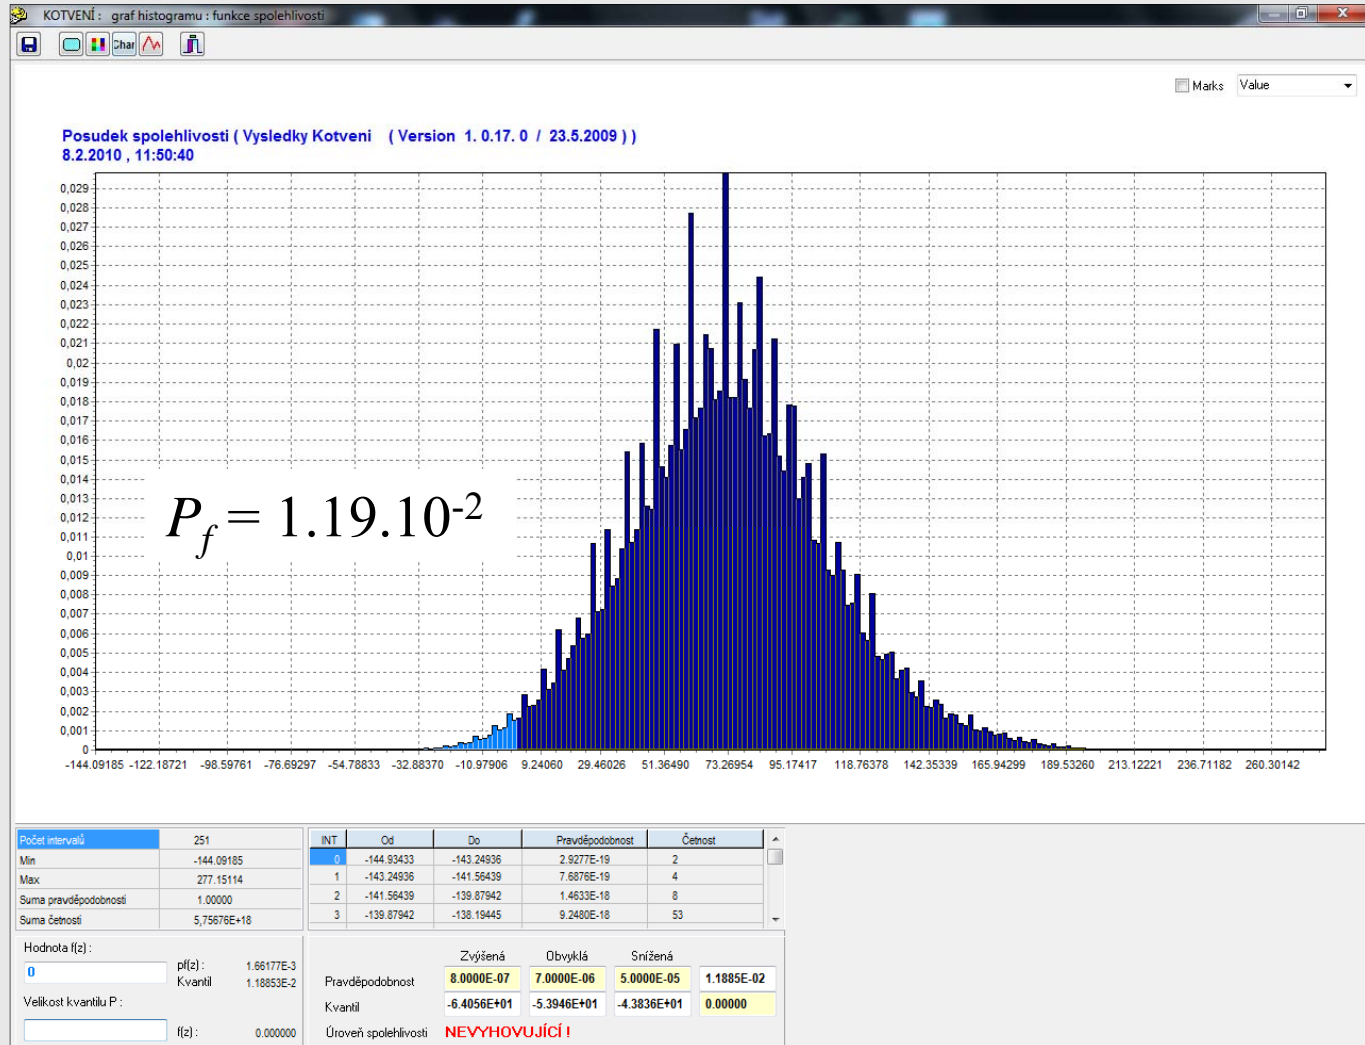 KOTVENÍ : graf histogramu : funkce spolehlivosti
Char
Marks Value
Posudek spolehlivosti ( Vysledky Kotveni ( Version 1. 0.17. 0 / 23.5.2009 ) )
8.2.2010 , 11:50:40
0,029
0,028
0,027
0,026
0,025
0,024
0,023
0,022
0,021
0,02
0,019
0,018
0,017
0,016
0,015
0,014
0,013
0,012
0,011
0,01
0,009
0,008
0,007
0,006
0,005
0,004
0,003
0,002
0,001
0
P_f = 1.19.10^-2
-144.09185 -122.18721 -98.59761 -76.69297 -54.78833 -32.88370 -10.97906 9.24060 29.46026 51.36490 73.26954 95.17417 118.76378 142.35339 165.94299 189.53260 213.12221 236.71182 260.30142
Počet intervalů 251
Min -144.09185
Max 277.15114
Suma pravděpodobnosti 1.00000
Suma četnosti 5,75676E+18
INT Od Do Pravděpodobnost Četnost
0 -144.93433 -143.24936 2.9277E-19 2
1 -143.24936 -141.56439 7.6876E-19 4
2 -141.56439 -139.87942 1.4633E-18 8
3 -139.87942 -138.19445 9.2480E-18 53
Hodnota f(z) :
0
pf(z) : 1.66177E-3
Kvantil 1.18853E-2
Velikost kvantilu P :
f(z) : 0.000000
Zvýšená Obvyklá Snížená
Pravděpodobnost 8.0000E-07 7.0000E-06 5.0000E-05 1.1885E-02
Kvantil -6.4056E+01 -5.3946E+01 -4.3836E+01 0.00000
Úroveň spolehlivosti NEVYHOVUJÍCÍ !